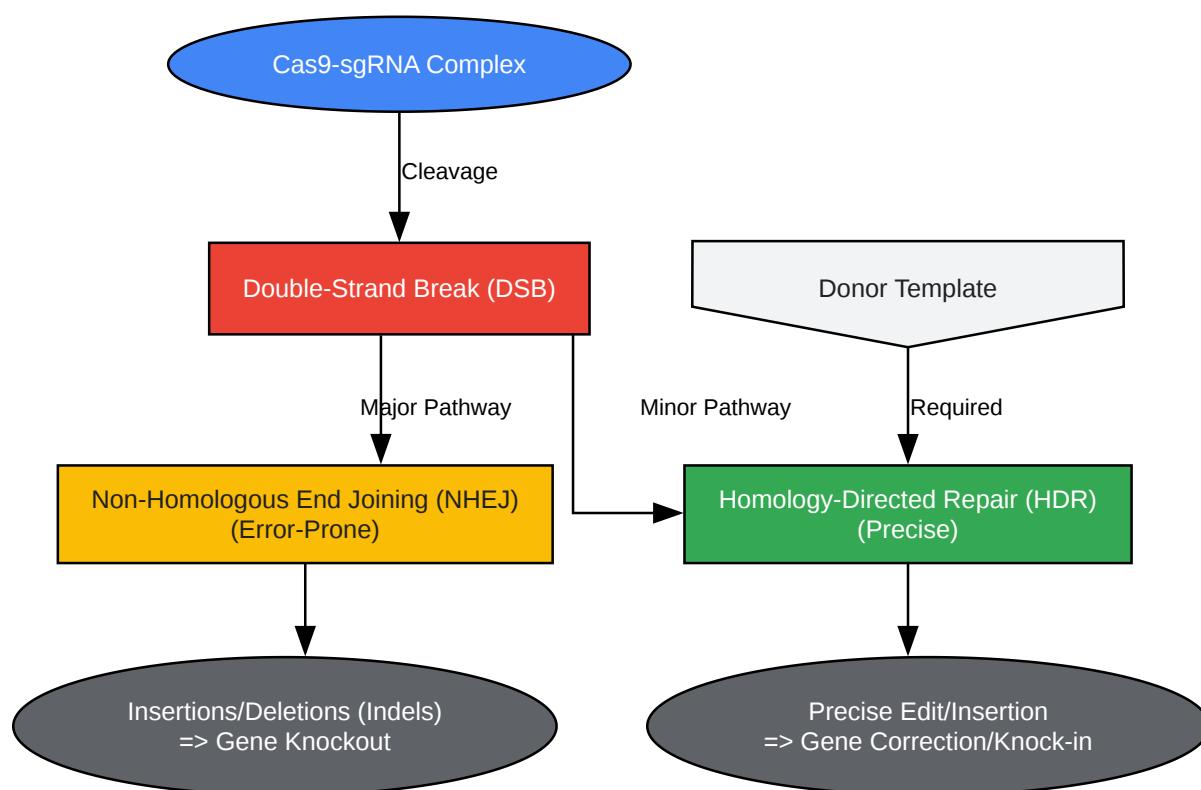 Cas9-sgRNA Complex
Cleavage
Double-Strand Break (DSB)
Donor Template
Major Pathway
Minor Pathway
Required
Non-Homologous End Joining (NHEJ)
(Error-Prone)
Homology-Directed Repair (HDR)
(Precise)
Insertions/Deletions (Indels)
=> Gene Knockout
Precise Edit/Insertion
=> Gene Correction/Knock-in